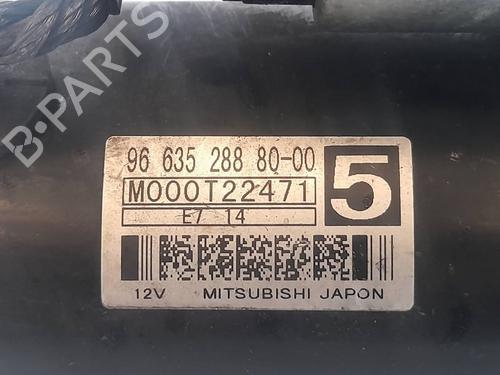 96 635 288 80-00
M000T22471
5
E7 14
12V MITSUBISHI JAPON
B-PARTS